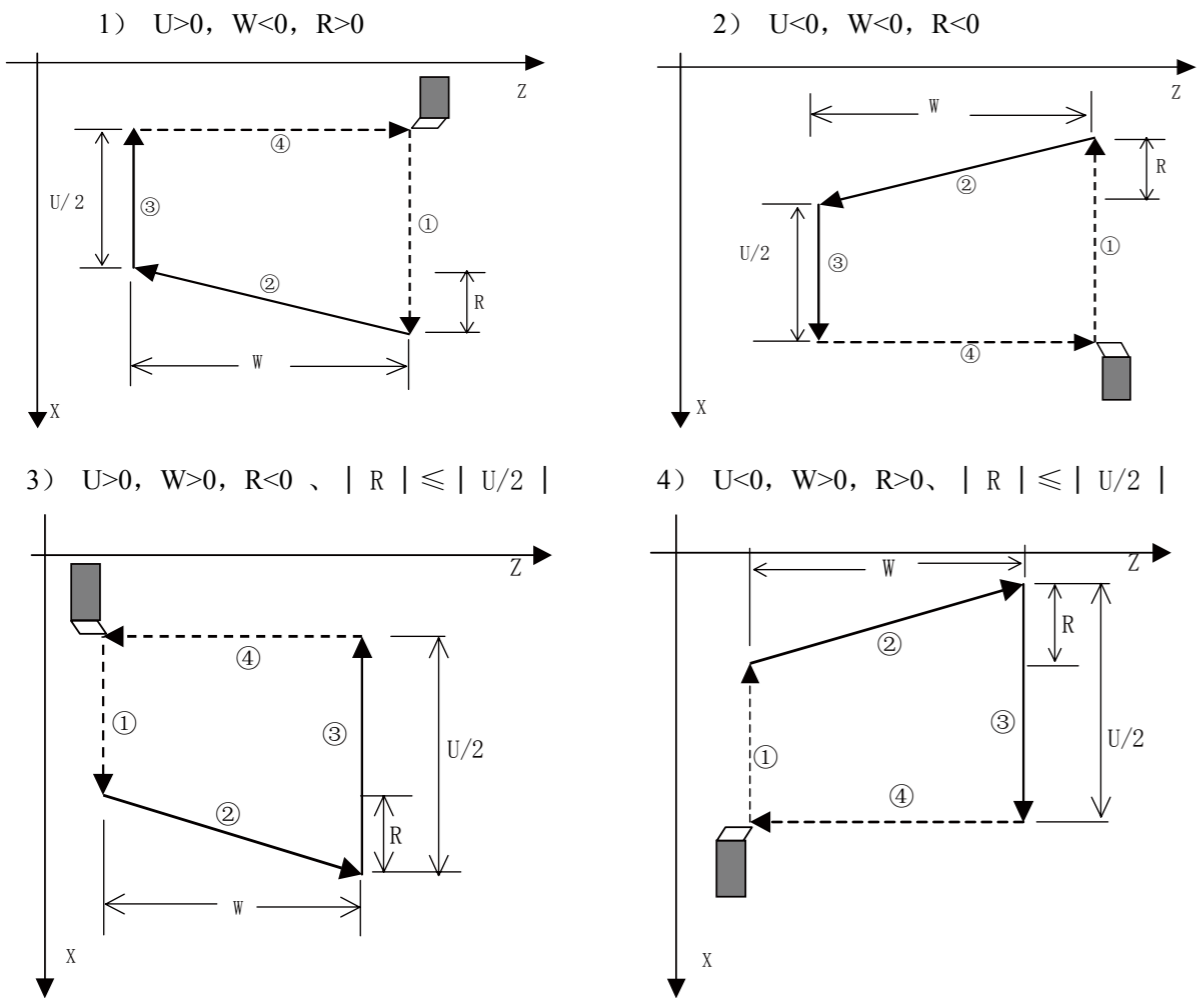 1） U>0，W<0，R>0
Z
④
U/2
③
①
②
R
W
X
2） U<0，W<0，R<0
Z
W
R
②
①
U/2
③
④
X
3） U>0，W>0，R<0 、｜R｜≤｜U/2｜
Z
④
①
③
U/2
②
R
W
X
4） U<0，W>0，R>0、｜R｜≤｜U/2｜
Z
W
R
②
③
U/2
①
④
X